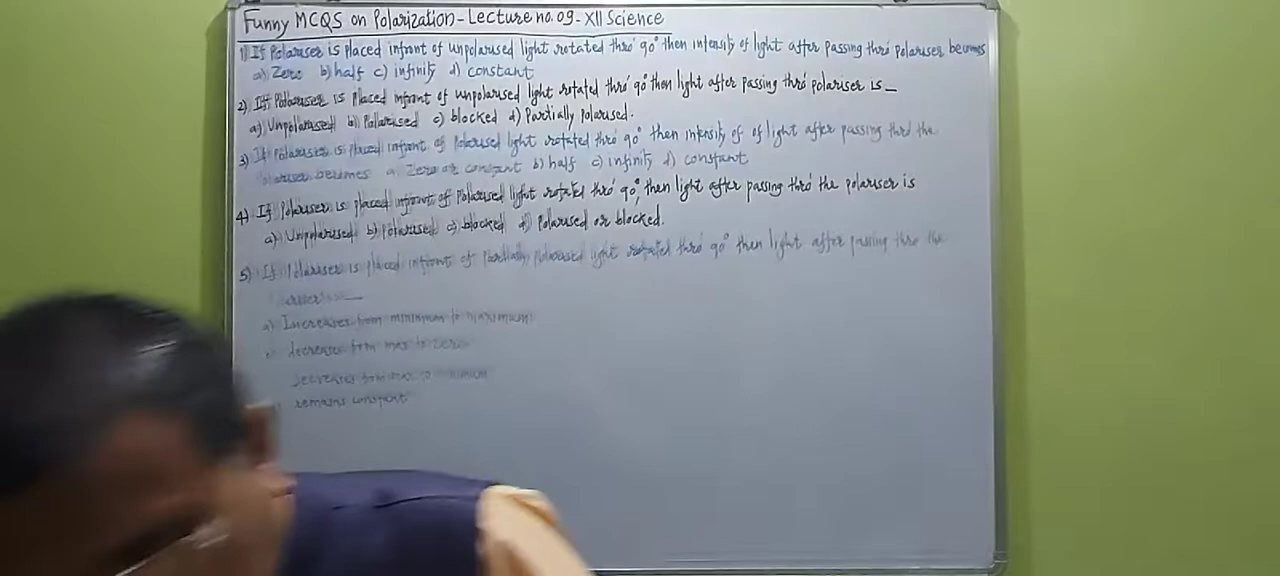 Funny MCQS on Polarization - Lecture no. 09 - XII Science
1) If Polariser is placed infront of unpolarised light rotated thro' 90° then intensity of light after passing thro' polariser becomes
a) Zero b) half c) infinity d) constant
2) If Polariser is placed infront of unpolarised light rotated thro' 90° then light after passing thro' polariser is _
a) Unpolarised b) Polarised c) blocked d) Partially polarised.
3) If Polariser is placed infront of Polarised light rotated thro' 90° then intensity of of light after passing thro the
Polariser becomes a) Zero or constant b) half c) infinity d) constant
4) If Polariser is placed infront of Polarised light rotated thro' 90°, then light after passing thro' the polariser is
a) Unpolarised b) Polarised c) blocked d) Polarised or blocked.
5) If Polariser is placed infront of Partially Polarised light rotated thro' 90° then light after passing thro the
a) Increases from minimum to maximum
decreases from max to zero
decreases from max to minimum
remains constant